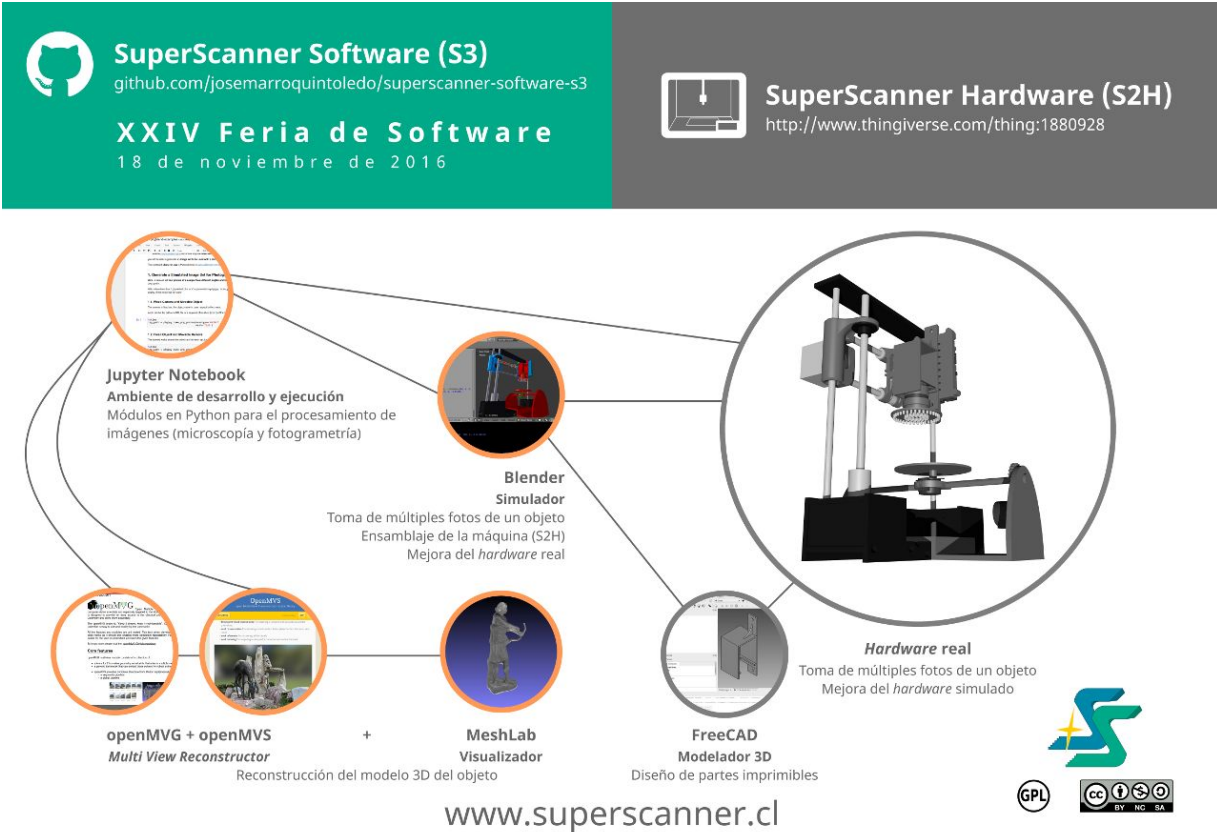 SuperScanner Software (S3)
github.com/josemarroquintoledo/superscanner-software-s3
XXIV Feria de Software
18 de noviembre de 2016
SuperScanner Hardware (S2H)
http://www.thingiverse.com/thing:1880928
Jupyter Notebook
Ambiente de desarrollo y ejecución
Módulos en Python para el procesamiento de
imágenes (microscopía y fotogrametría)
Blender
Simulador
Toma de múltiples fotos de un objeto
Ensamblaje de la máquina (S2H)
Mejora del hardware real
Hardware real
Toma de múltiples fotos de un objeto
Mejora del hardware simulado
openMVG
OpenMVS
openMVG + openMVS
Multi View Reconstructor
+
MeshLab
Visualizador
Reconstrucción del modelo 3D del objeto
FreeCAD
Modelador 3D
Diseño de partes imprimibles
GPL
cc
BY NC SA
www.superscanner.cl